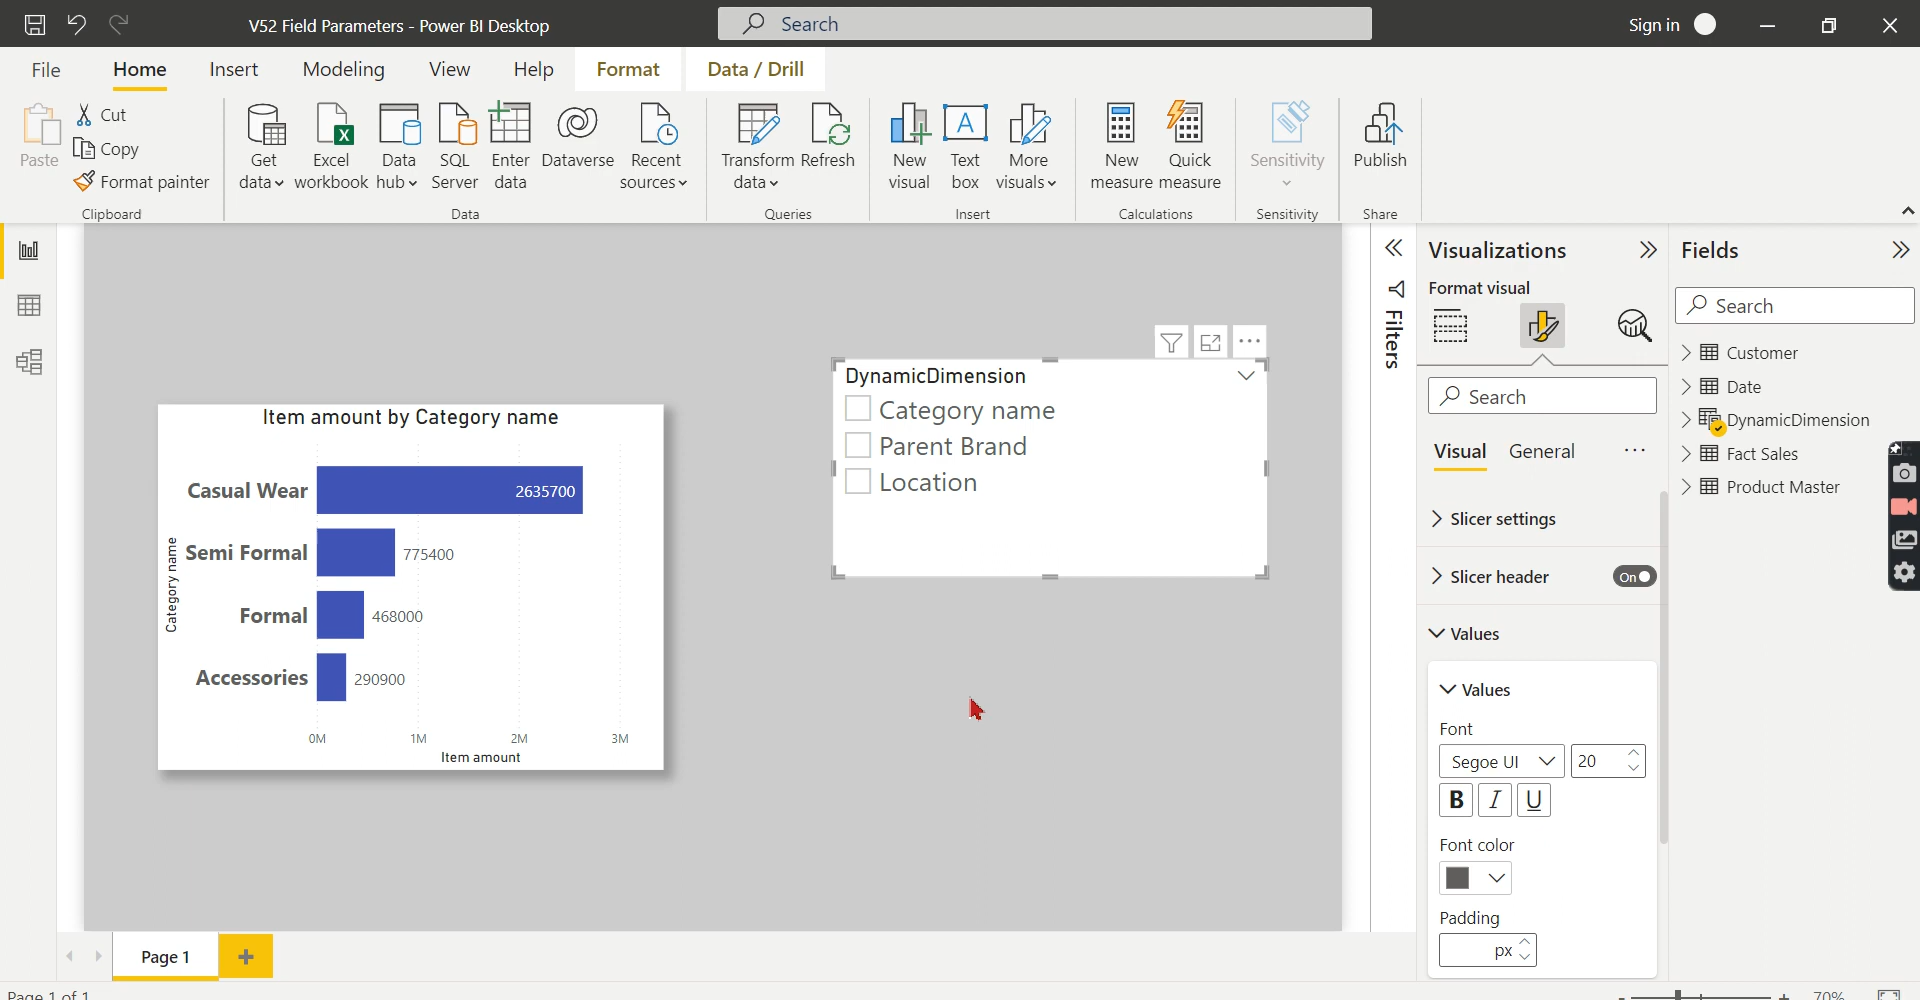 V52 Field Parameters - Power BI Desktop
Search
Sign in
File
Home
Insert
Modeling
View
Help
Format
Data / Drill
Paste
Cut
Copy
Format painter
Clipboard
Get data
Excel workbook
Data hub
SQL Server
Enter data
Dataverse
Recent sources
Data
Transform data
Refresh
Queries
New visual
A
Text box
More visuals
Insert
New measure
Quick measure
Calculations
Sensitivity
Sensitivity
Publish
Share
Item amount by Category name
Category name
Casual Wear
2635700
Semi Formal
775400
Formal
468000
Accessories
290900
0M
1M
2M
3M
Item amount
DynamicDimension
Category name
Parent Brand
Location
Filters
Visualizations
Format visual
Search
Visual
General
Slicer settings
Slicer header
On
Values
Values
Font
Segoe UI
20
B
I
U
Font color
Padding
px
Fields
Search
Customer
Date
DynamicDimension
Fact Sales
Product Master
Page 1
Page 1 of 1
70%